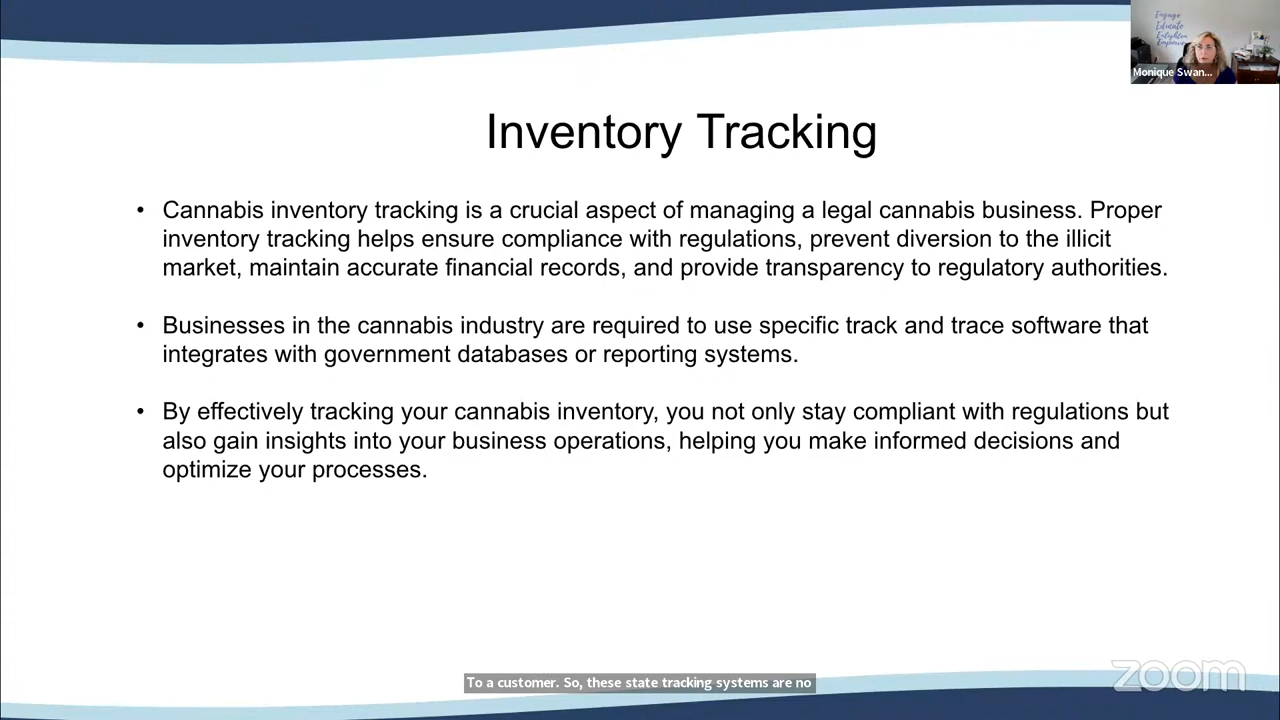 Engage
Educate
Enlighten
Empower
Monique Swan...
Inventory Tracking
• Cannabis inventory tracking is a crucial aspect of managing a legal cannabis business. Proper
inventory tracking helps ensure compliance with regulations, prevent diversion to the illicit
market, maintain accurate financial records, and provide transparency to regulatory authorities.
• Businesses in the cannabis industry are required to use specific track and trace software that
integrates with government databases or reporting systems.
• By effectively tracking your cannabis inventory, you not only stay compliant with regulations but
also gain insights into your business operations, helping you make informed decisions and
optimize your processes.
To a customer. So, these state tracking systems are no
zoom